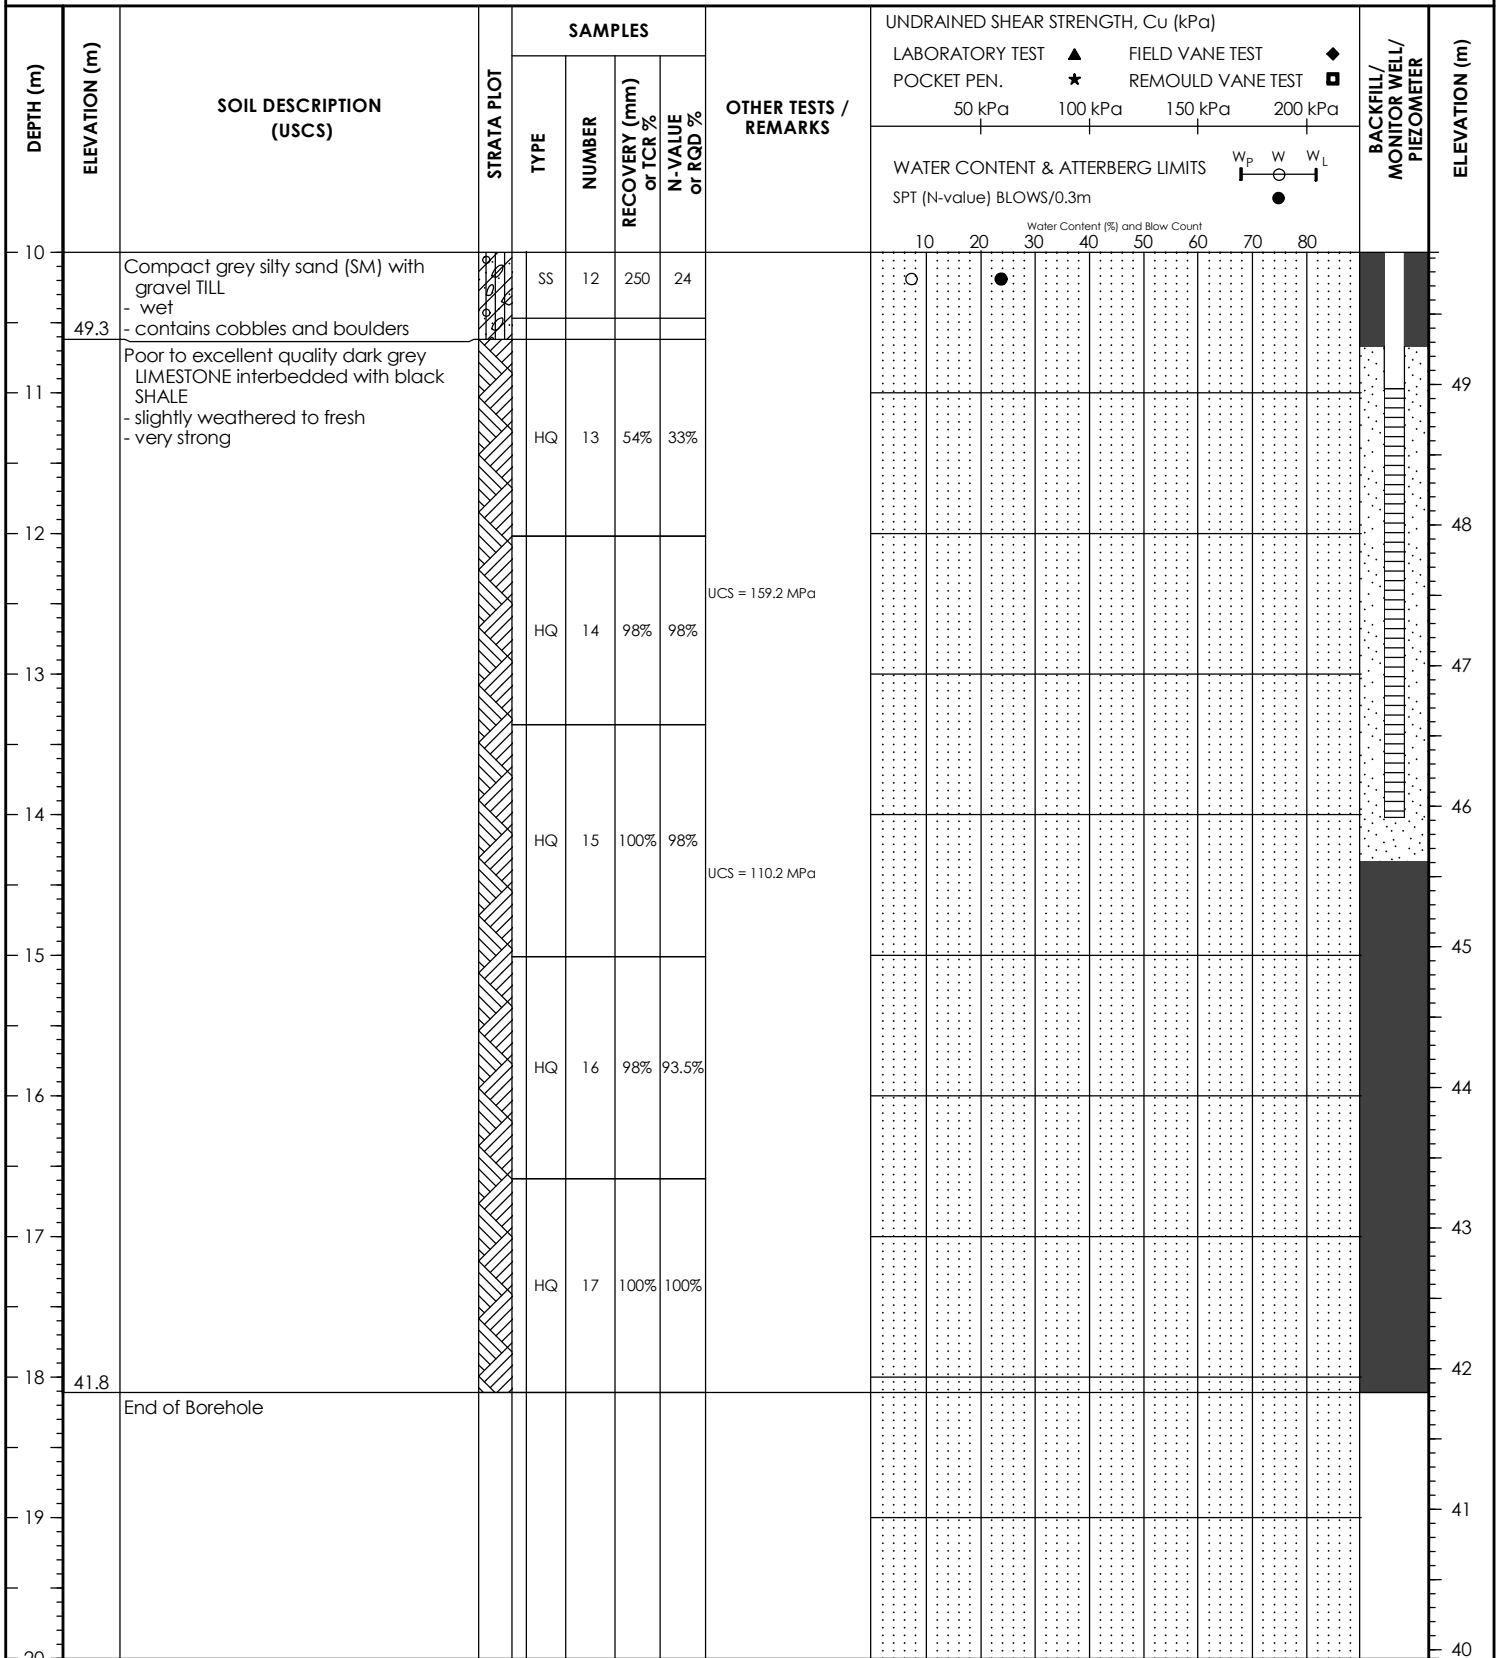 DEPTH (m)
ELEVATION (m)
SOIL DESCRIPTION
(USCS)
STRATA PLOT
SAMPLES
TYPE
NUMBER
RECOVERY (mm)
or TCR %
N-VALUE
or RQD %
OTHER TESTS /
REMARKS
UNDRAINED SHEAR STRENGTH, Cu (kPa)
LABORATORY TEST ▲ FIELD VANE TEST ◆
POCKET PEN. ★ REMOULD VANE TEST
50 kPa 100 kPa 150 kPa 200 kPa
WATER CONTENT & ATTERBERG LIMITS
WP W WL
SPT (N-value) BLOWS/0.3m ●
Water Content (%) and Blow Count
10 20 30 40 50 60 70 80
BACKFILL/
MONITOR WELL/
PIEZOMETER
ELEVATION (m)
10
Compact grey silty sand (SM) with
gravel TILL
- wet
- contains cobbles and boulders
SS 12 250 24
49.3
Poor to excellent quality dark grey
LIMESTONE interbedded with black
SHALE
- slightly weathered to fresh
- very strong
49
11
HQ 13 54% 33%
48
12
UCS = 159.2 MPa
HQ 14 98% 98%
47
13
46
14
HQ 15 100% 98%
UCS = 110.2 MPa
45
15
HQ 16 98% 93.5%
44
16
43
17
HQ 17 100% 100%
42
18
41.8
End of Borehole
41
19
40
20